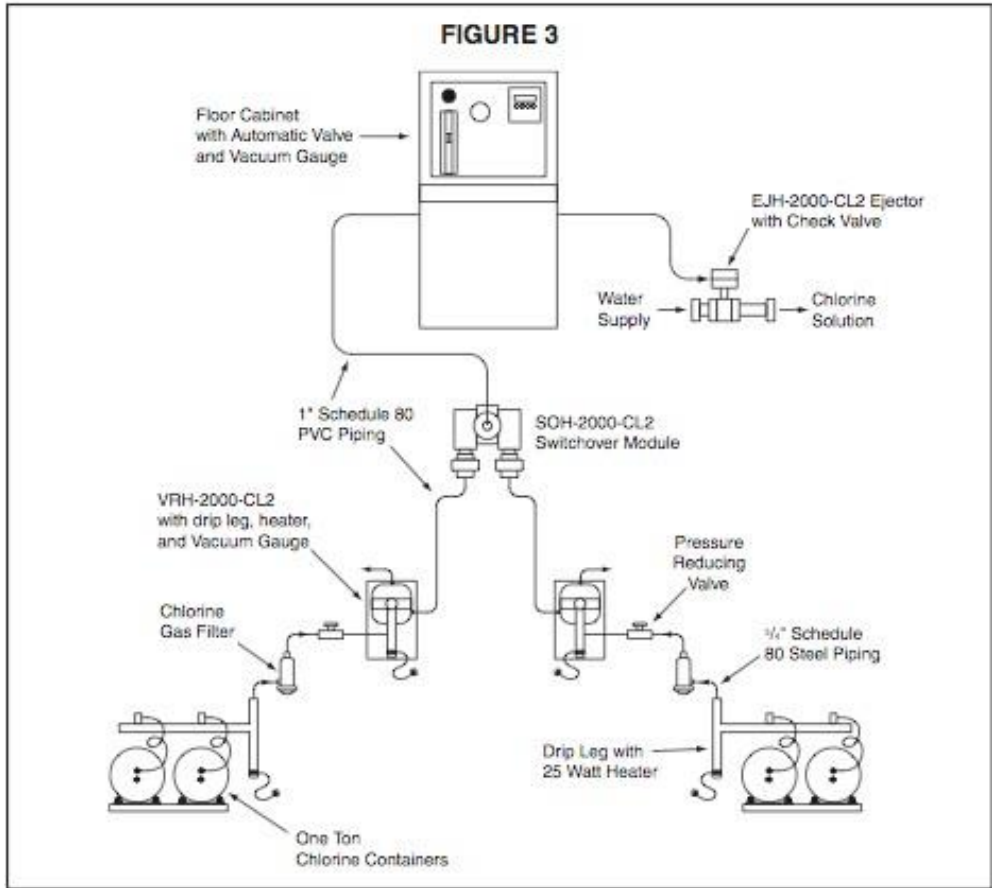 FIGURE 3
Floor Cabinet
with Automatic Valve
and Vacuum Gauge
EJH-2000-CL2 Ejector
with Check Valve
Water
Supply
Chlorine
Solution
1" Schedule 80
PVC Piping
SOH-2000-CL2
Switchover Module
VRH-2000-CL2
with drip leg, heater,
and Vacuum Gauge
Pressure
Reducing
Valve
Chlorine
Gas Filter
3/4" Schedule
80 Steel Piping
Drip Leg with
25 Watt Heater
One Ton
Chlorine Containers